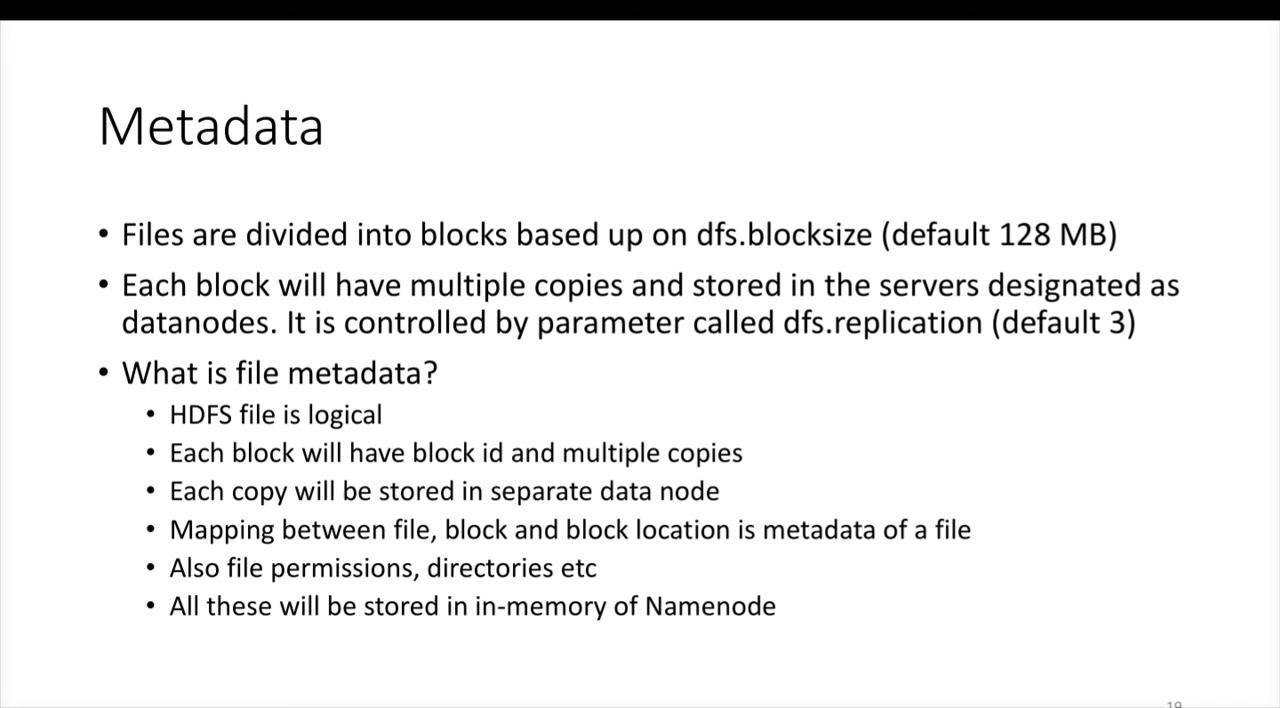 Metadata
• Files are divided into blocks based up on dfs.blocksize (default 128 MB)
• Each block will have multiple copies and stored in the servers designated as
datanodes. It is controlled by parameter called dfs.replication (default 3)
• What is file metadata?
• HDFS file is logical
• Each block will have block id and multiple copies
• Each copy will be stored in separate data node
• Mapping between file, block and block location is metadata of a file
• Also file permissions, directories etc
• All these will be stored in in-memory of Namenode
19